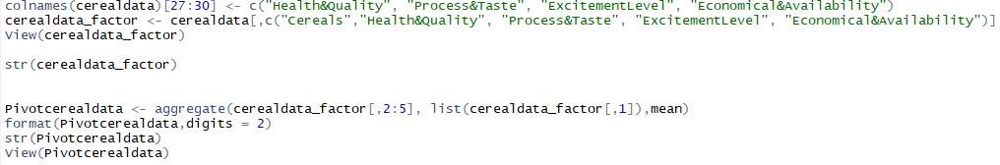 colnames(cerealdata)[27:30] <- c("Health&Quality", "Process&Taste", "ExcitementLevel", "Economical&Availability")
cerealdata_factor <- cerealdata[,c("Cereals","Health&Quality", "Process&Taste", "ExcitementLevel", "Economical&Availability")]
View(cerealdata_factor)
str(cerealdata_factor)
Pivotcerealdata <- aggregate(cerealdata_factor[,2:5], list(cerealdata_factor[,1]),mean)
format(Pivotcerealdata,digits = 2)
str(Pivotcerealdata)
View(Pivotcerealdata)